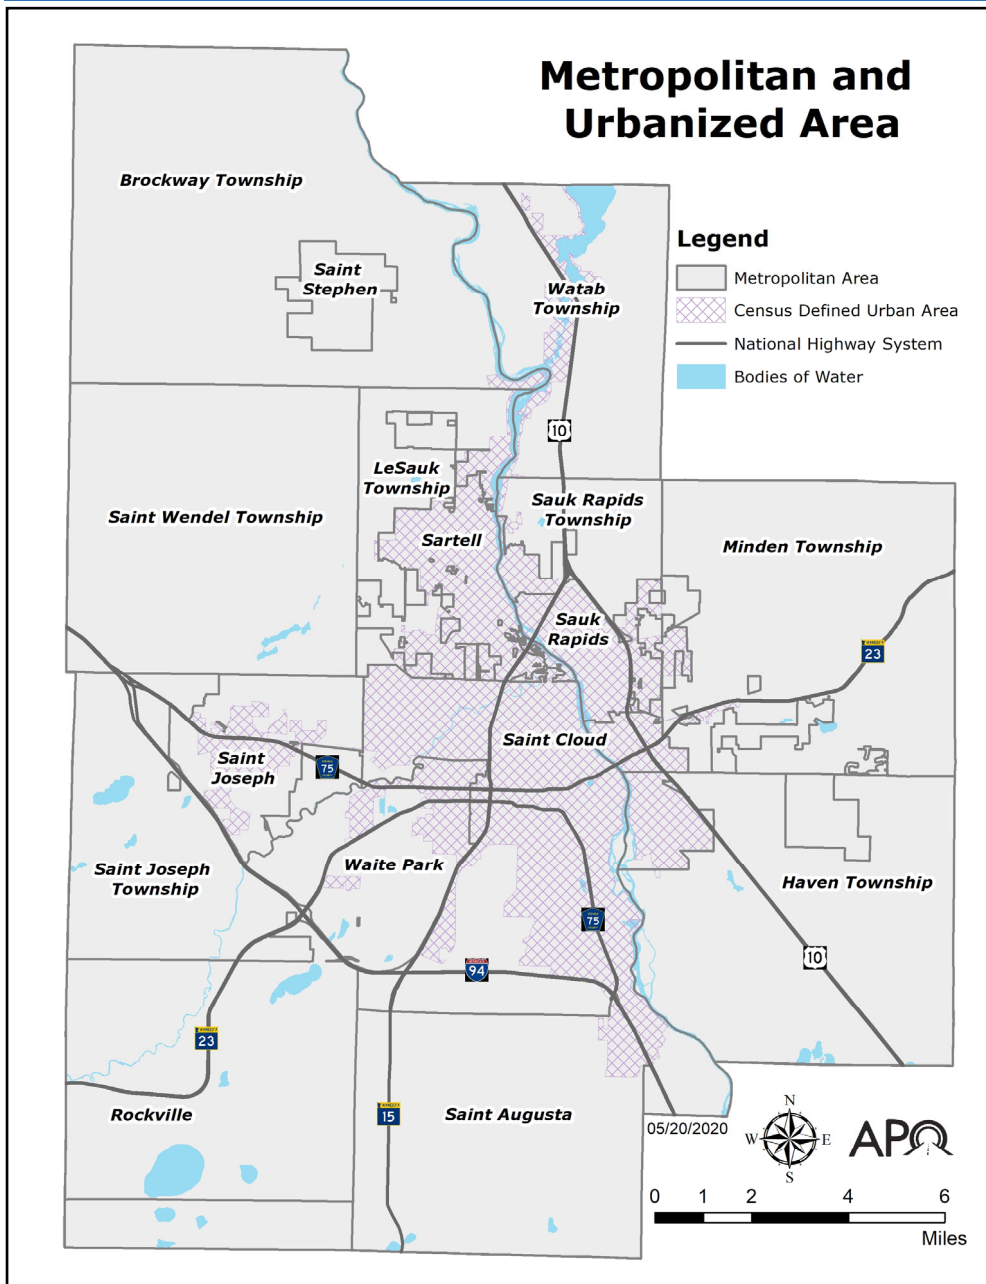 Metropolitan and
Urbanized Area
Brockway Township
Saint
Stephen
Watab
Township
Legend
Metropolitan Area
Census Defined Urban Area
National Highway System
Bodies of Water
10
LeSauk
Township
Sauk Rapids
Township
Saint Wendel Township
Sartell
Minden Township
Sauk
Rapids
23
Saint Cloud
Saint
Joseph
75
Waite Park
Saint Joseph
Township
Haven Township
75
10
94
23
Rockville
15
Saint Augusta
05/20/2020
N
W
E
S
APO
0 1 2 4 6
Miles